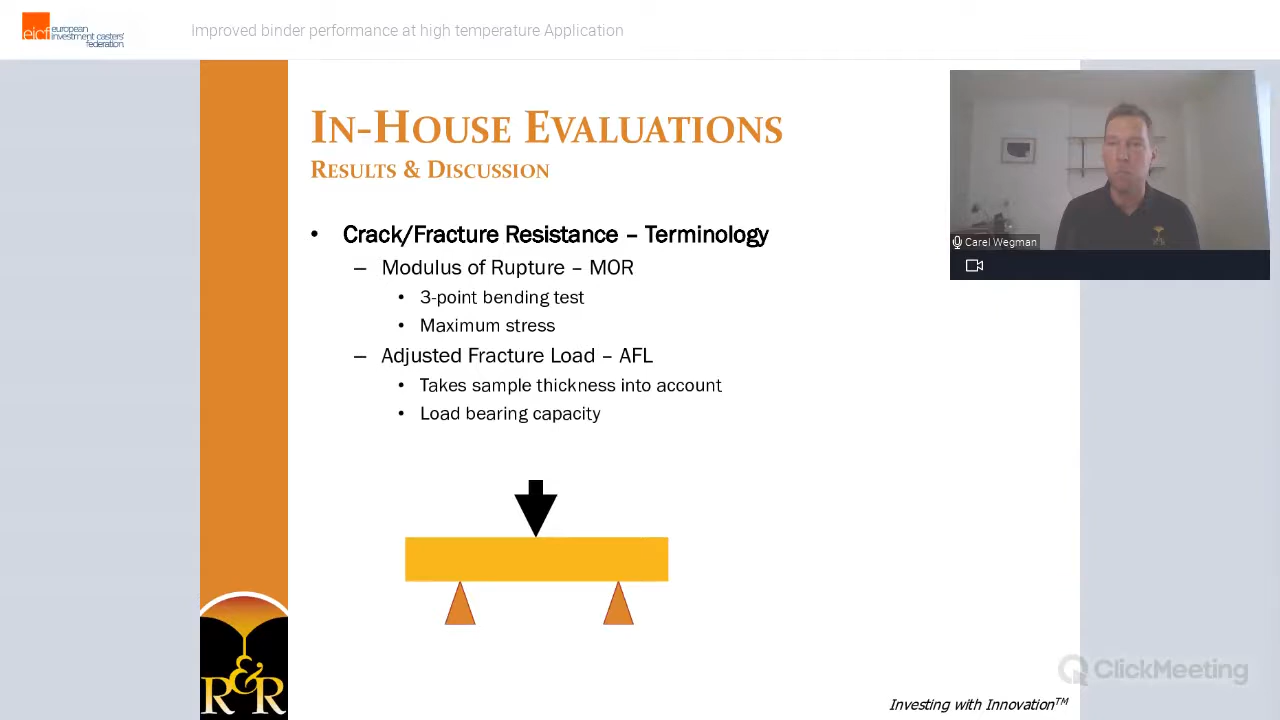 eicf european investment casters' federation.
Improved binder performance at high temperature Application
IN-HOUSE EVALUATIONS
RESULTS & DISCUSSION
• Crack/Fracture Resistance – Terminology
– Modulus of Rupture – MOR
• 3-point bending test
• Maximum stress
– Adjusted Fracture Load – AFL
• Takes sample thickness into account
• Load bearing capacity
Carel Wegman
R&R
ClickMeeting
Investing with Innovation™